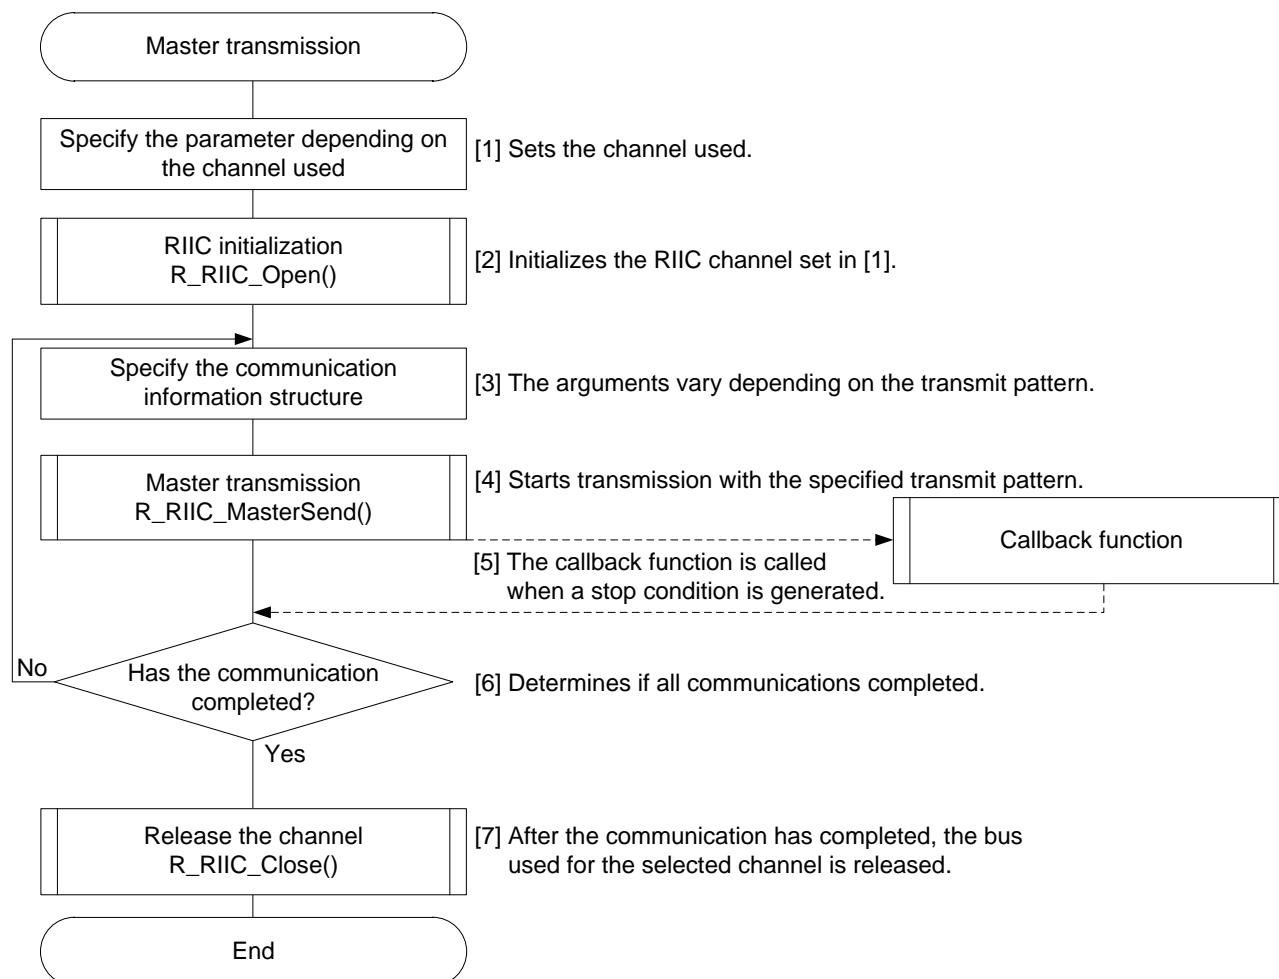 Master transmission
Specify the parameter depending on
the channel used
[1] Sets the channel used.
RIIC initialization
R_RIIC_Open()
[2] Initializes the RIIC channel set in [1].
Specify the communication
information structure
[3] The arguments vary depending on the transmit pattern.
Master transmission
R_RIIC_MasterSend()
[4] Starts transmission with the specified transmit pattern.
Callback function
[5] The callback function is called
when a stop condition is generated.
No
Has the communication
completed?
[6] Determines if all communications completed.
Yes
Release the channel
R_RIIC_Close()
[7] After the communication has completed, the bus
used for the selected channel is released.
End